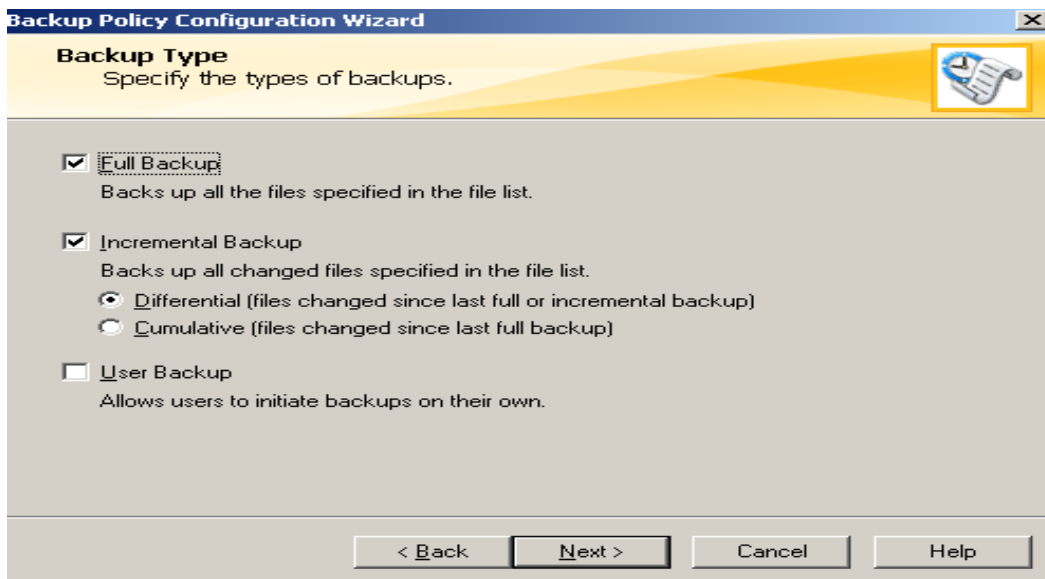 Backup Policy Configuration Wizard
Backup Type
Specify the types of backups.
Full Backup
Backs up all the files specified in the file list.
Incremental Backup
Backs up all changed files specified in the file list.
Differential (files changed since last full or incremental backup)
Cumulative (files changed since last full backup)
User Backup
Allows users to initiate backups on their own.
< Back Next > Cancel Help